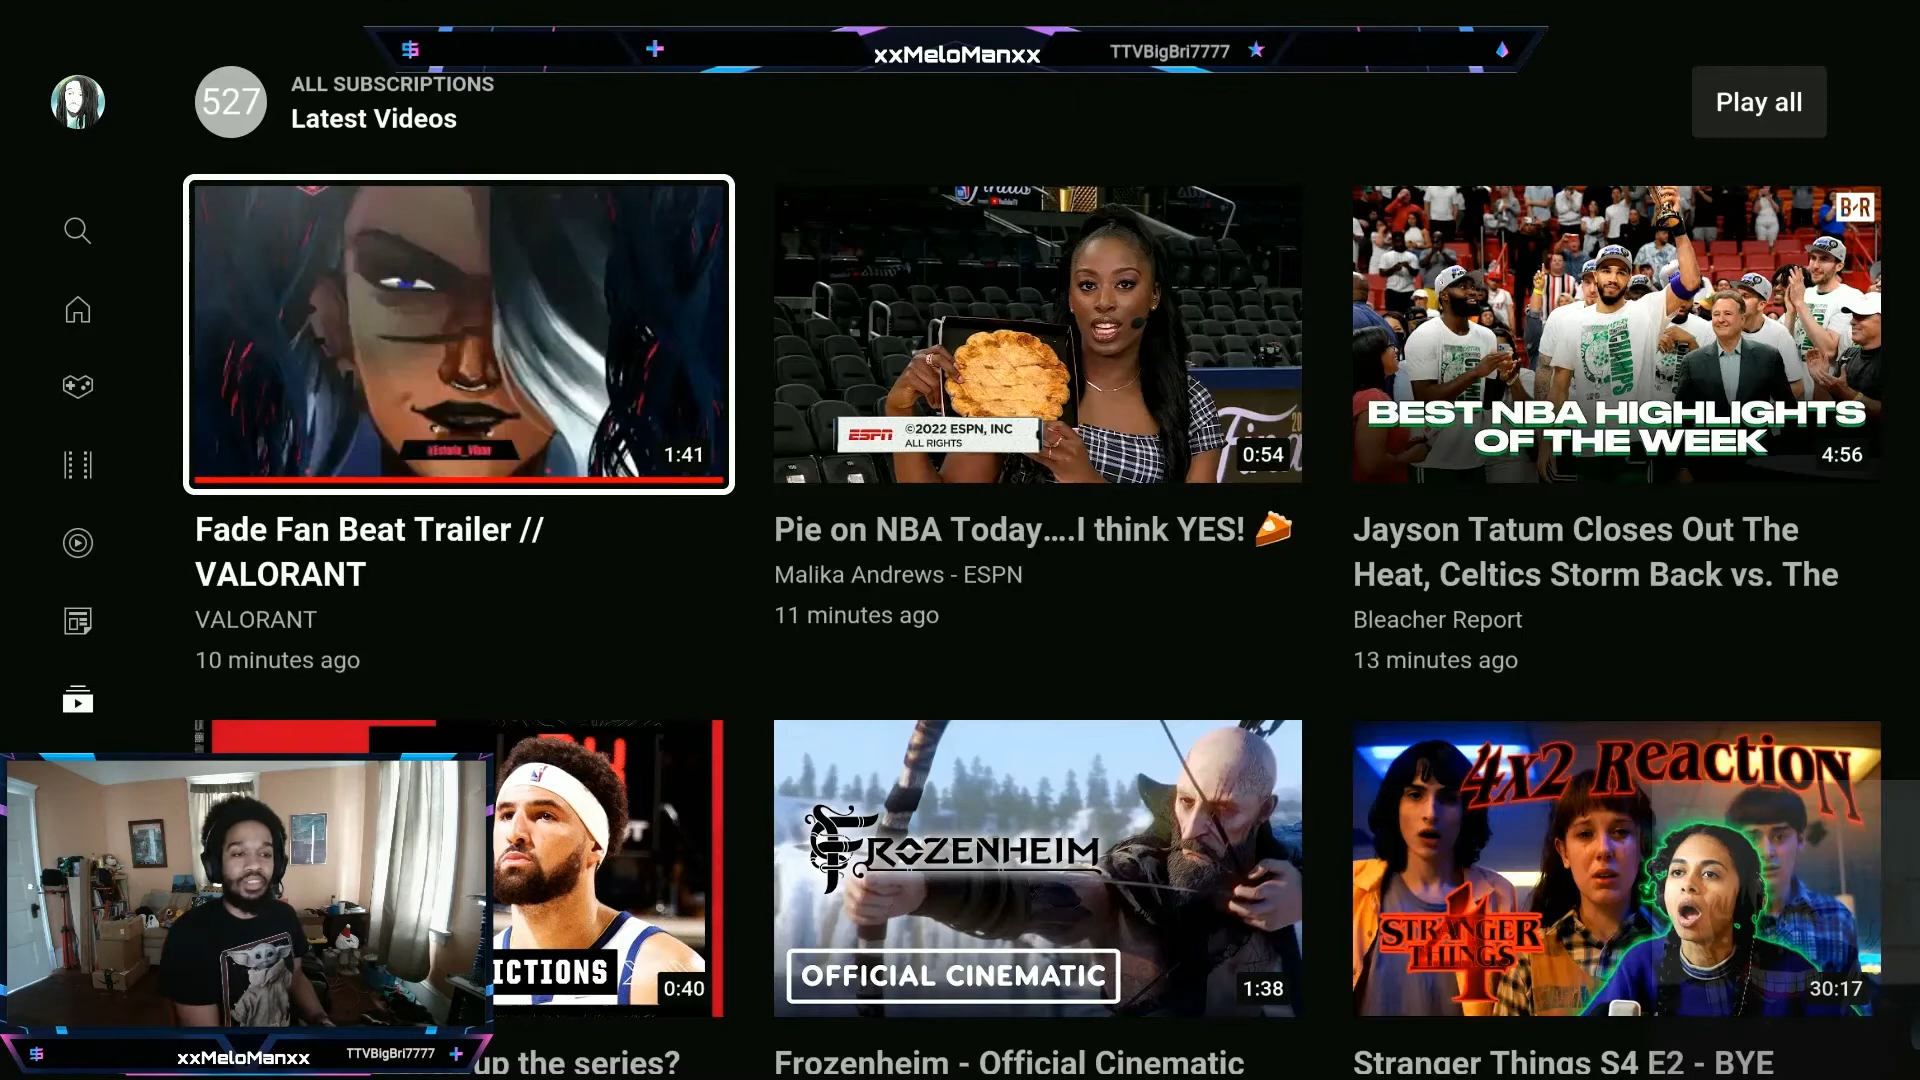 xxMeloManxx
TTVBigBri7777
527
ALL SUBSCRIPTIONS
Latest Videos
Play all
1:41
ESPN
©2022 ESPN, INC
ALL RIGHTS
0:54
B/R
BEST NBA HIGHLIGHTS
OF THE WEEK
4:56
Fade Fan Beat Trailer //
VALORANT
VALORANT
10 minutes ago
Pie on NBA Today....I think YES! 🥧
Malika Andrews - ESPN
11 minutes ago
Jayson Tatum Closes Out The
Heat, Celtics Storm Back vs. The
Bleacher Report
13 minutes ago
ICTIONS
0:40
FROZENHEIM
OFFICIAL CINEMATIC
1:38
4x2 Reaction
STRANGER
THINGS
4
30:17
xxMeloManxx
TTVBigBri7777
up the series?
Frozenheim - Official Cinematic
Stranger Things S4 E2 - BYE